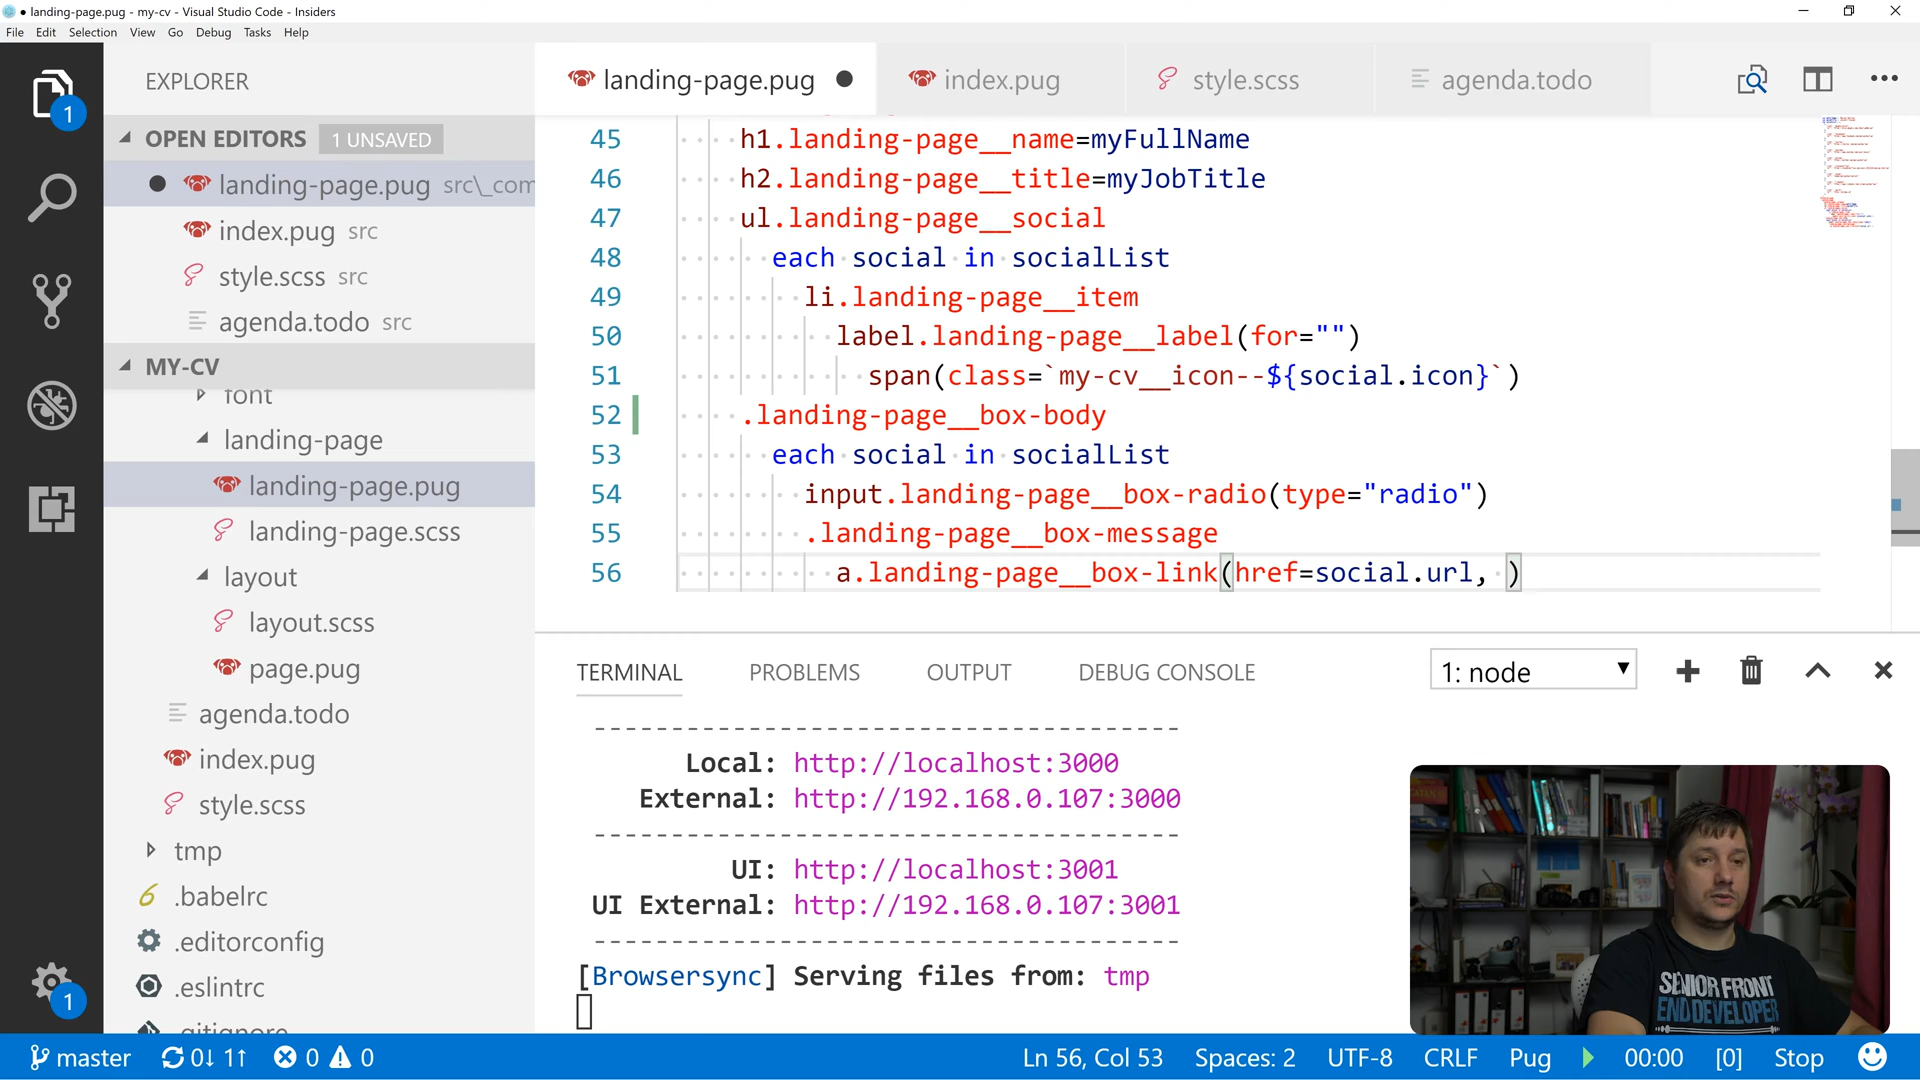 ● landing-page.pug - my-cv - Visual Studio Code - Insiders
File Edit Selection View Go Debug Tasks Help
EXPLORER
OPEN EDITORS 1 UNSAVED
landing-page.pug src\_com
index.pug src
style.scss src
agenda.todo src
MY-CV
font
landing-page
landing-page.pug
landing-page.scss
layout
layout.scss
page.pug
agenda.todo
index.pug
style.scss
tmp
.babelrc
.editorconfig
.eslintrc
.gitignore
1
1
landing-page.pug index.pug style.scss agenda.todo
45 h1.landing-page__name=myFullName
46 h2.landing-page__title=myJobTitle
47 ul.landing-page__social
48 each social in socialList
49 li.landing-page__item
50 label.landing-page__label(for="")
51 span(class=`my-cv__icon--${social.icon}`)
52 .landing-page__box-body
53 each social in socialList
54 input.landing-page__box-radio(type="radio")
55 .landing-page__box-message
56 a.landing-page__box-link(href=social.url, )
TERMINAL PROBLEMS OUTPUT DEBUG CONSOLE 1: node
-------------------------------------
Local: http://localhost:3000
External: http://192.168.0.107:3000
-------------------------------------
UI: http://localhost:3001
UI External: http://192.168.0.107:3001
-------------------------------------
[Browsersync] Serving files from: tmp
SENIOR FRONT
END DEVELOPER
master 0↓ 1↑ 0 0 Ln 56, Col 53 Spaces: 2 UTF-8 CRLF Pug 00:00 [0] Stop